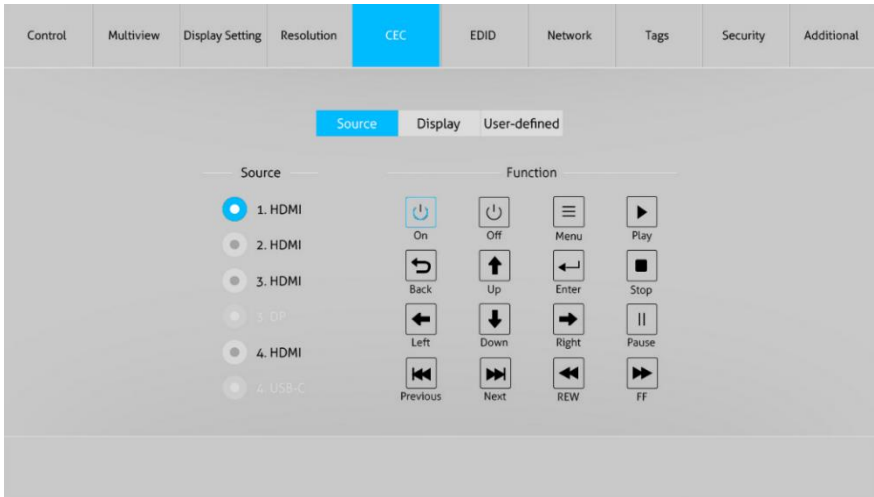 Control Multiview Display Setting Resolution CEC EDID Network Tags Security Additional
Source Display User-defined
Source
1. HDMI
2. HDMI
3. HDMI
3. DP
4. HDMI
4. USB-C
Function
On Off Menu Play
Back Up Enter Stop
Left Down Right Pause
Previous Next REW FF